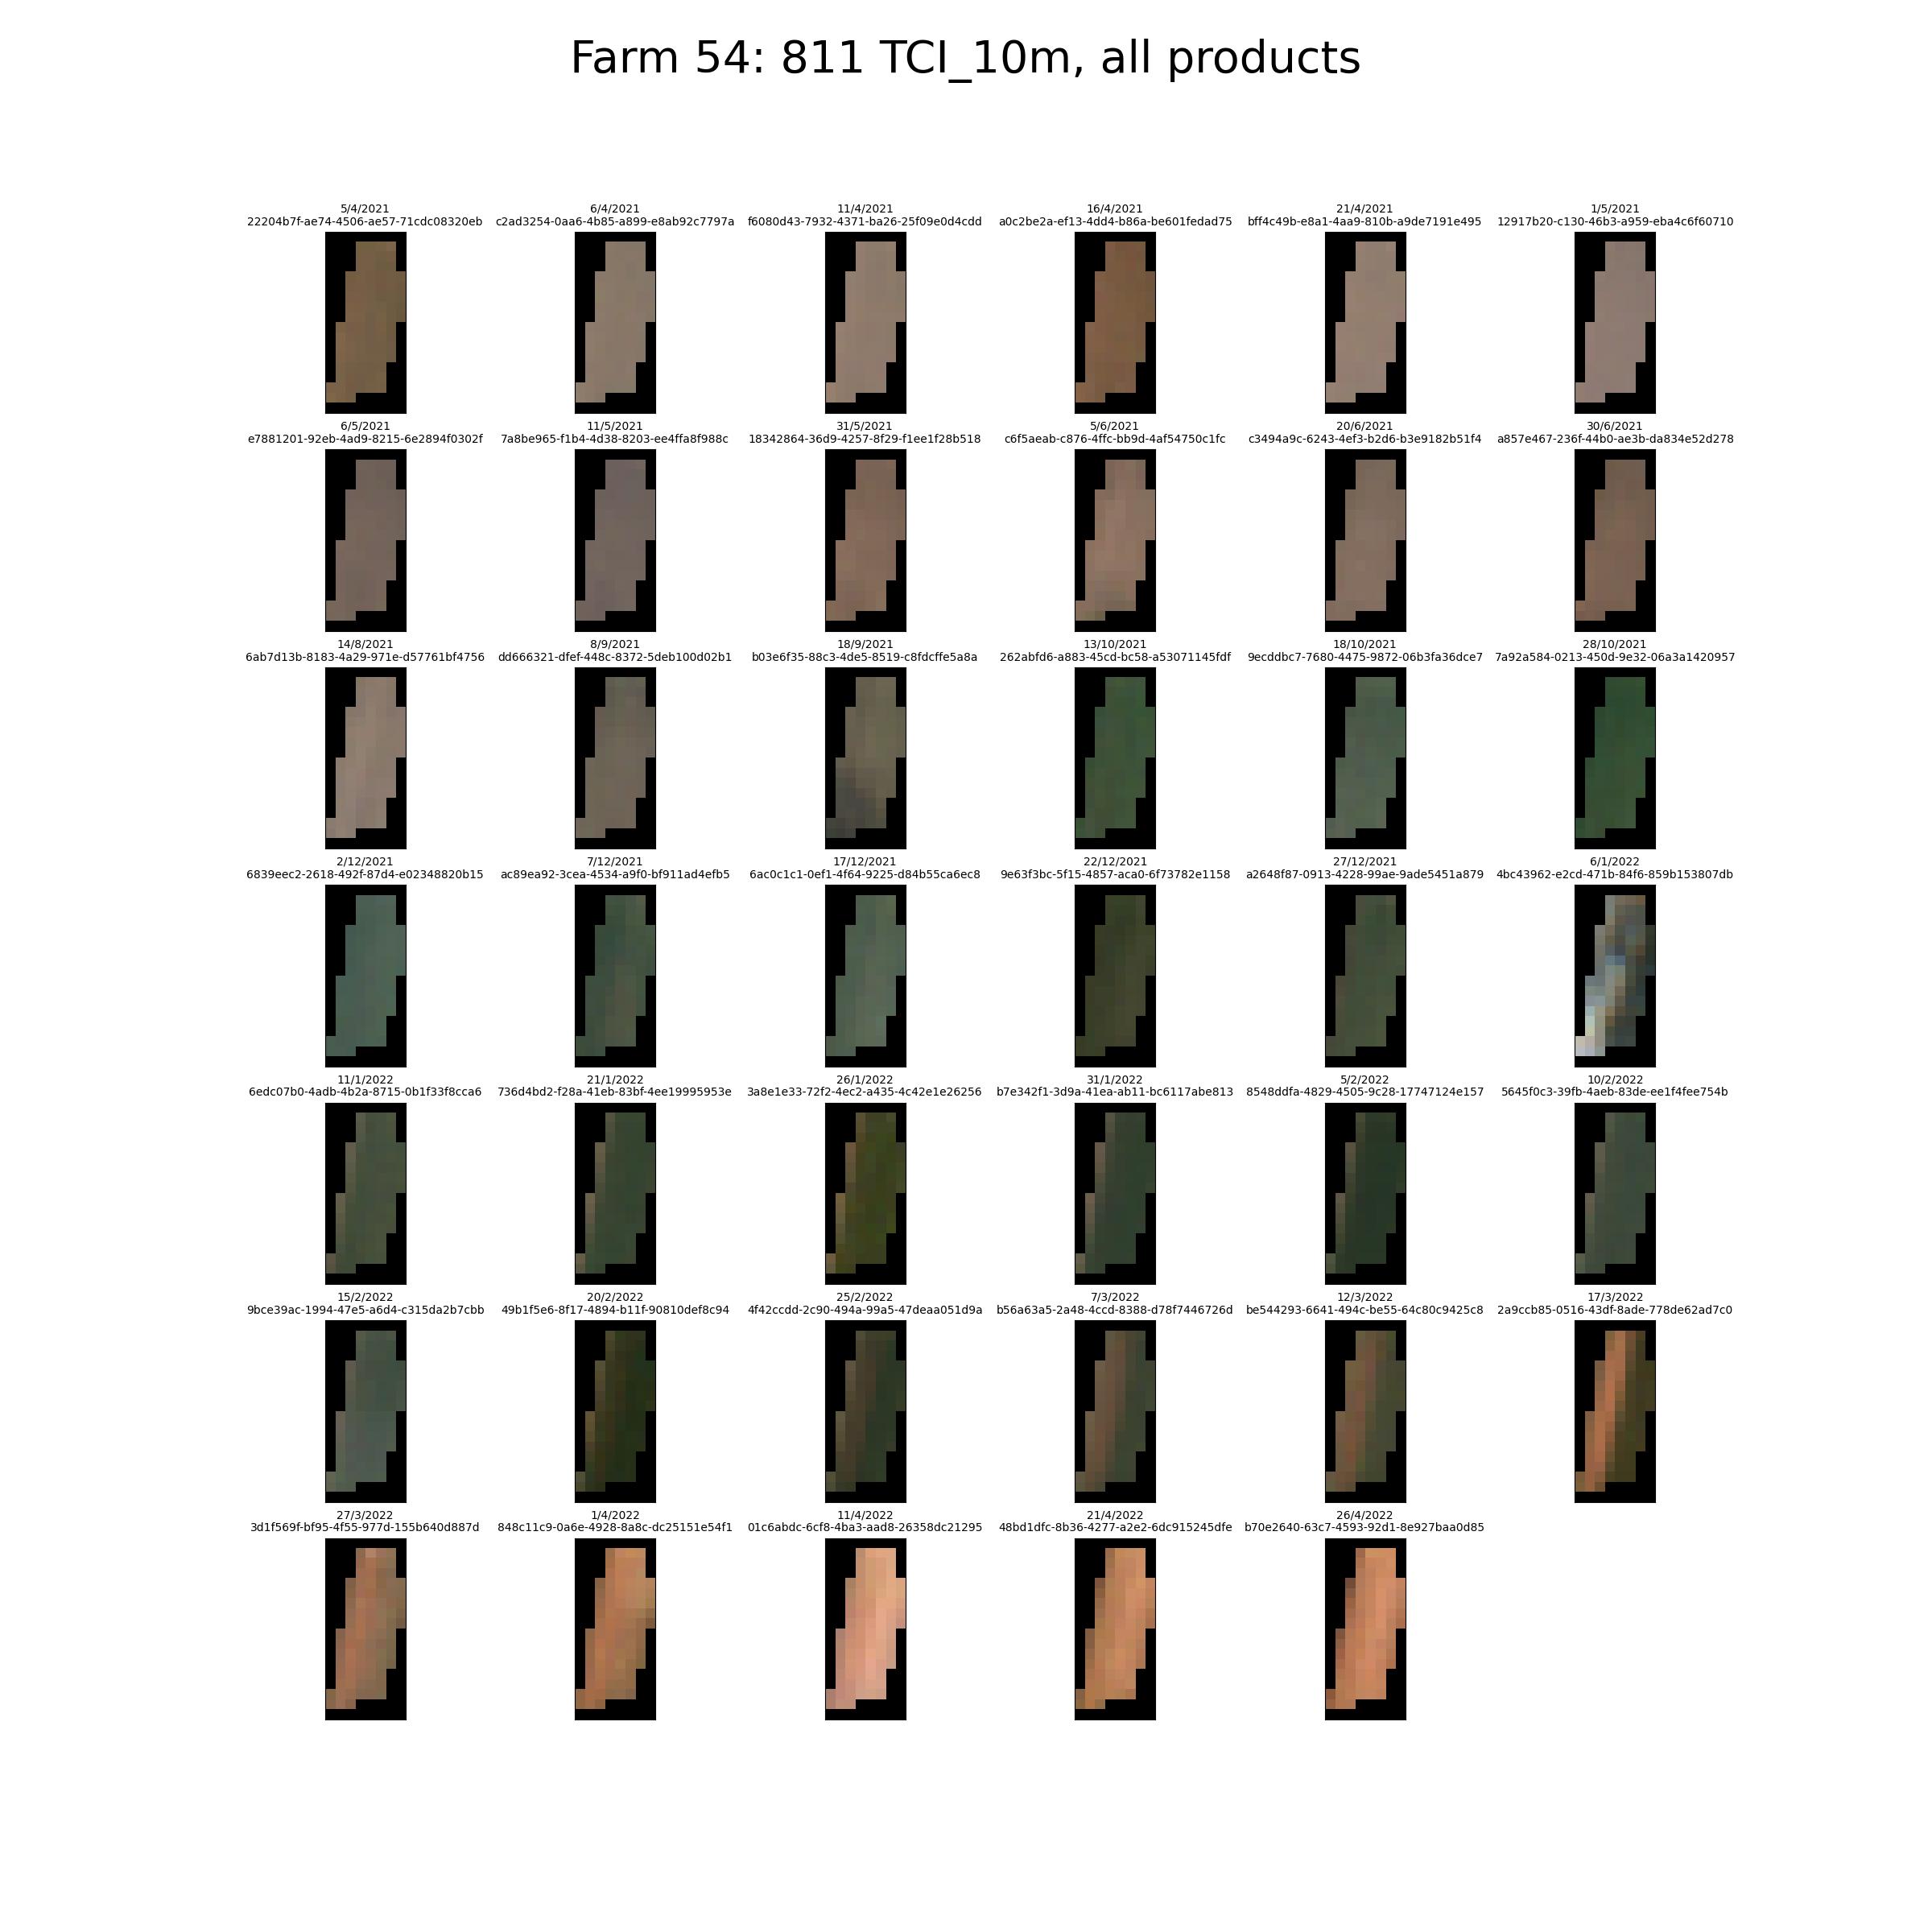 Farm 54: 811 TCI_10m, all products
5/4/2021 6/4/2021 11/4/2021 16/4/2021 21/4/2021 1/5/2021
22204b7f-ae74-4506-ae57-71cdc08320eb c2ad3254-0aa6-4b85-a899-e8ab92c7797a f6080d43-7932-4371-ba26-25f09e0d4cdd a0c2be2a-ef13-4dd4-b86a-be601fedad75 bff4c49b-e8a1-4aa9-810b-a9de7191e495 12917b20-c130-46b3-a959-eba4c6f60710
6/5/2021 11/5/2021 31/5/2021 5/6/2021 20/6/2021 30/6/2021
e7881201-92eb-4ad9-8215-6e2894f0302f 7a8be965-f1b4-4d38-8203-ee4ffa8f988c 18342864-36d9-4257-8f29-f1ee1f28b518 c6f5aeab-c876-4ffc-bb9d-4af54750c1fc c3494a9c-6243-4ef3-b2d6-b3e9182b51f4 a857e467-236f-44b0-ae3b-da834e52d278
14/8/2021 8/9/2021 18/9/2021 13/10/2021 18/10/2021 28/10/2021
6ab7d13b-8183-4a29-971e-d57761bf4756 dd666321-dfef-448c-8372-5deb100d02b1 b03e6f35-88c3-4de5-8519-c8fdcffe5a8a 262abfd6-a883-45cd-bc58-a53071145fdf 9ecddbc7-7680-4475-9872-06b3fa36dce7 7a92a584-0213-450d-9e32-06a3a1420957
2/12/2021 7/12/2021 17/12/2021 22/12/2021 27/12/2021 6/1/2022
6839eec2-2618-492f-87d4-e02348820b15 ac89ea92-3cea-4534-a9f0-bf911ad4efb5 6ac0c1c1-0ef1-4f64-9225-d84b55ca6ec8 9e63f3bc-5f15-4857-aca0-6f73782e1158 a2648f87-0913-4228-99ae-9ade5451a879 4bc43962-e2cd-471b-84f6-859b153807db
11/1/2022 21/1/2022 26/1/2022 31/1/2022 5/2/2022 10/2/2022
6edc07b0-4adb-4b2a-8715-0b1f33f8cca6 736d4bd2-f28a-41eb-83bf-4ee19995953e 3a8e1e33-72f2-4ec2-a435-4c42e1e26256 b7e342f1-3d9a-41ea-ab11-bc6117abe813 8548ddfa-4829-4505-9c28-17747124e157 5645f0c3-39fb-4aeb-83de-ee1f4fee754b
15/2/2022 20/2/2022 25/2/2022 7/3/2022 12/3/2022 17/3/2022
9bce39ac-1994-47e5-a6d4-c315da2b7cbb 49b1f5e6-8f17-4894-b11f-90810def8c94 4f42ccdd-2c90-494a-99a5-47deaa051d9a b56a63a5-2a48-4ccd-8388-d78f7446726d be544293-6641-494c-be55-64c80c9425c8 2a9ccb85-0516-43df-8ade-778de62ad7c0
27/3/2022 1/4/2022 11/4/2022 21/4/2022 26/4/2022
3d1f569f-bf95-4f55-977d-155b640d887d 848c11c9-0a6e-4928-8a8c-dc25151e54f1 01c6abdc-6cf8-4ba3-aad8-26358dc21295 48bd1dfc-8b36-4277-a2e2-6dc915245dfe b70e2640-63c7-4593-92d1-8e927baa0d85